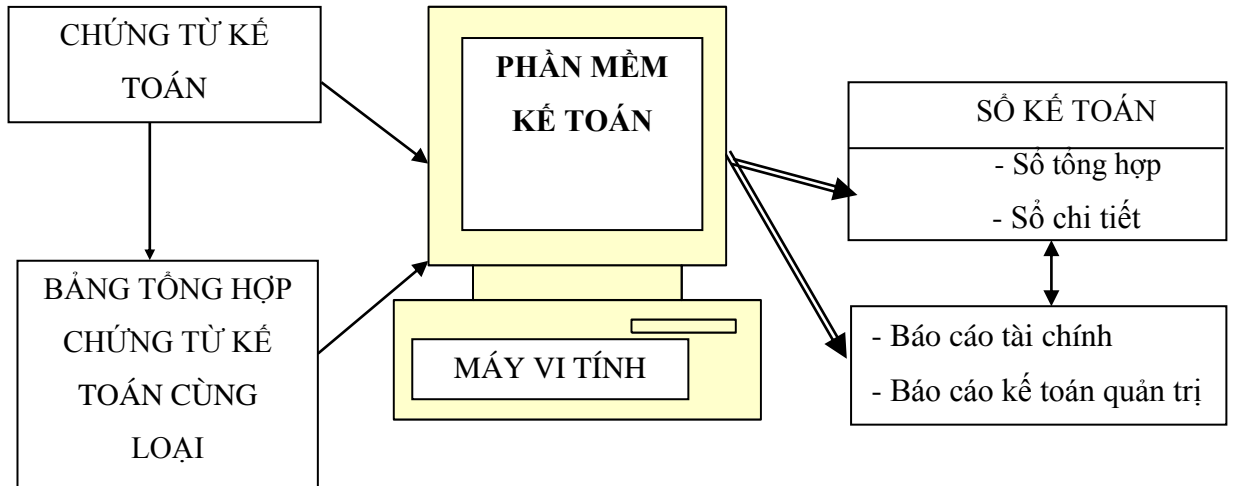 CHỨNG TỪ KẾ
TOÁN
BẢNG TỔNG HỢP
CHỨNG TỪ KẾ
TOÁN CÙNG
LOẠI
PHẦN MỀM
KẾ TOÁN
MÁY VI TÍNH
SỔ KẾ TOÁN
- Sổ tổng hợp
- Sổ chi tiết
- Báo cáo tài chính
- Báo cáo kế toán quản trị